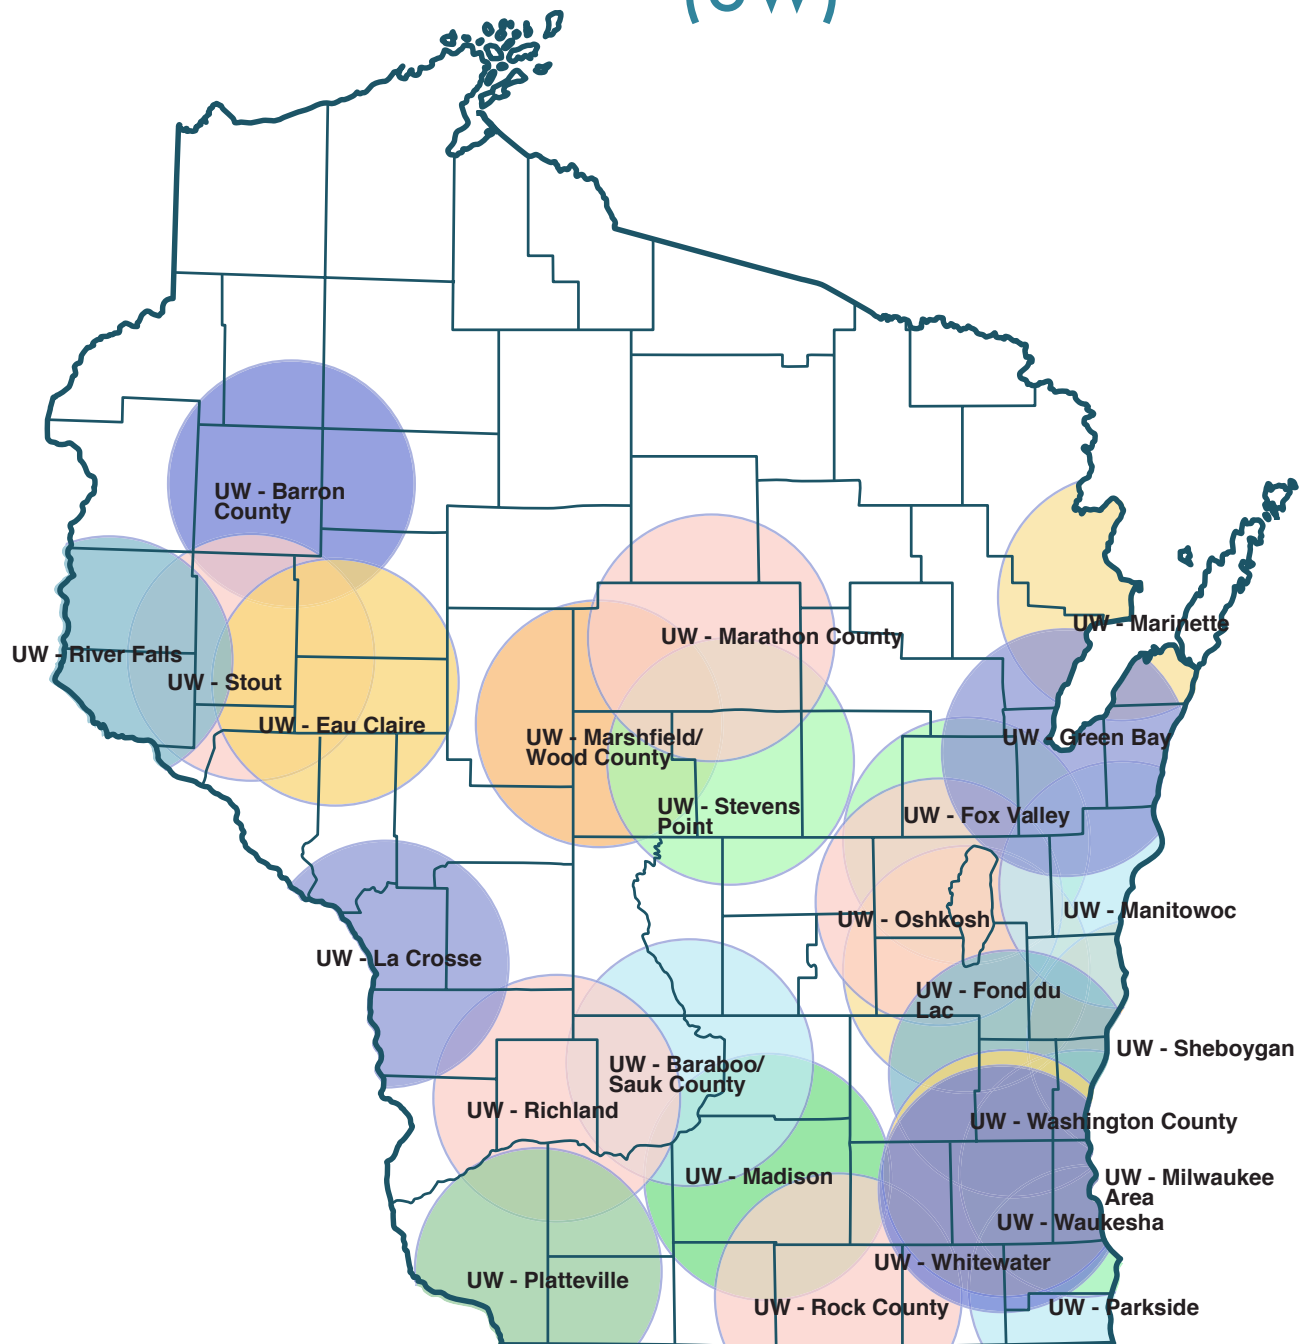 (UW)
UW - Barron
County
UW - Marinette
UW - Marathon County
UW - River Falls
UW - Stout
UW - Eau Claire
UW - Marshfield/
Wood County
UW - Green Bay
UW - Stevens
Point
UW - Fox Valley
UW - Manitowoc
UW - Oshkosh
UW - La Crosse
UW - Fond du
Lac
UW - Sheboygan
UW - Baraboo/
Sauk County
UW - Richland
UW - Washington County
UW - Madison
UW - Milwaukee
Area
UW - Waukesha
UW - Whitewater
UW - Platteville
UW - Rock County
UW - Parkside